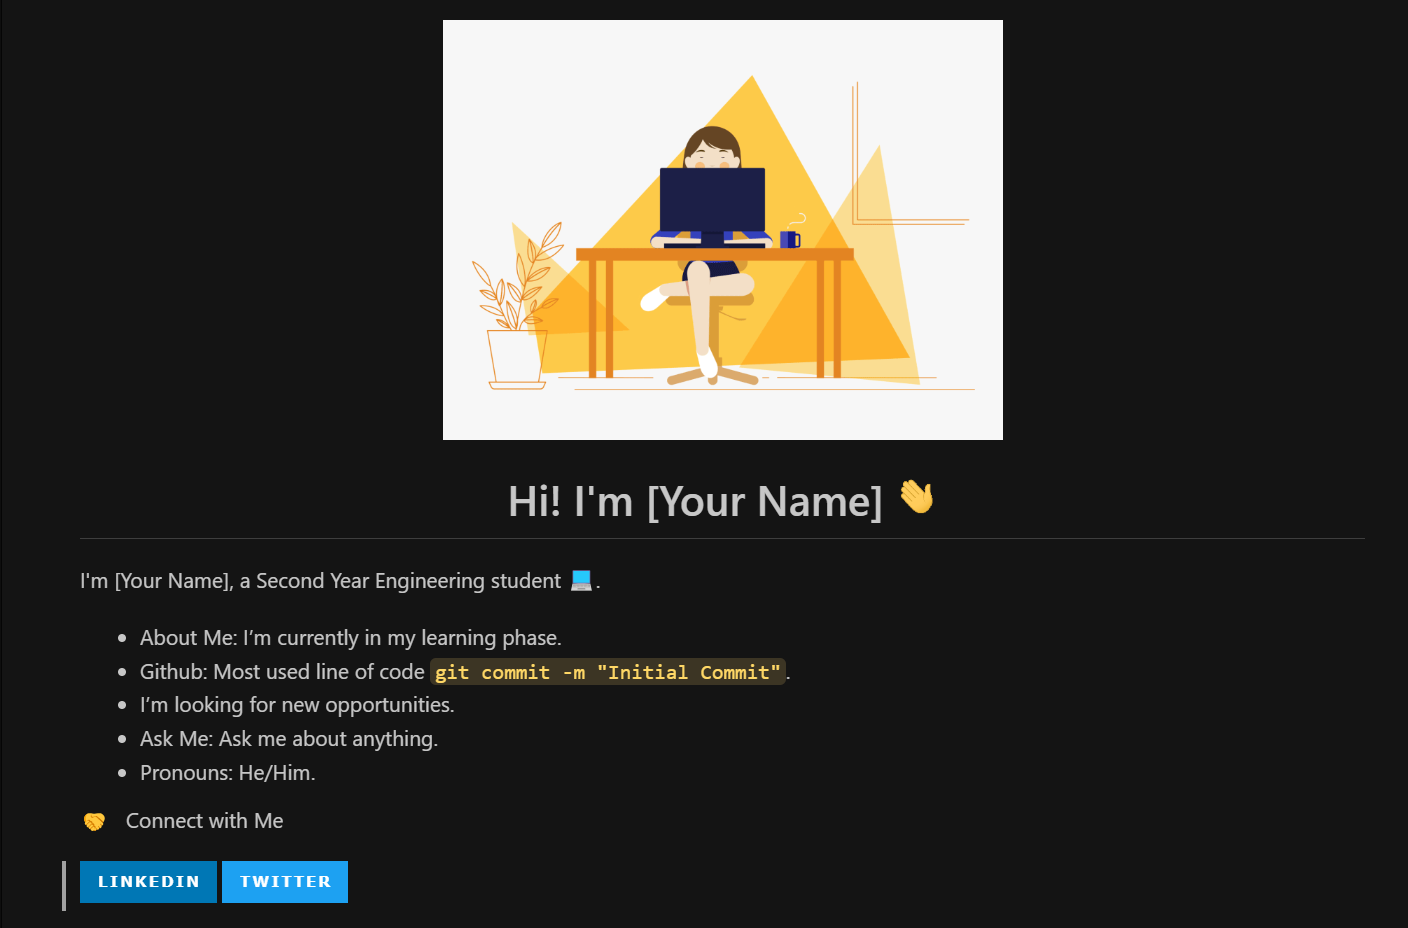 Hi! I'm [Your Name] 👋
I'm [Your Name], a Second Year Engineering student 💻.
• About Me: I’m currently in my learning phase.
• Github: Most used line of code git commit -m "Initial Commit".
• I’m looking for new opportunities.
• Ask Me: Ask me about anything.
• Pronouns: He/Him.
🤝 Connect with Me
LINKEDIN TWITTER